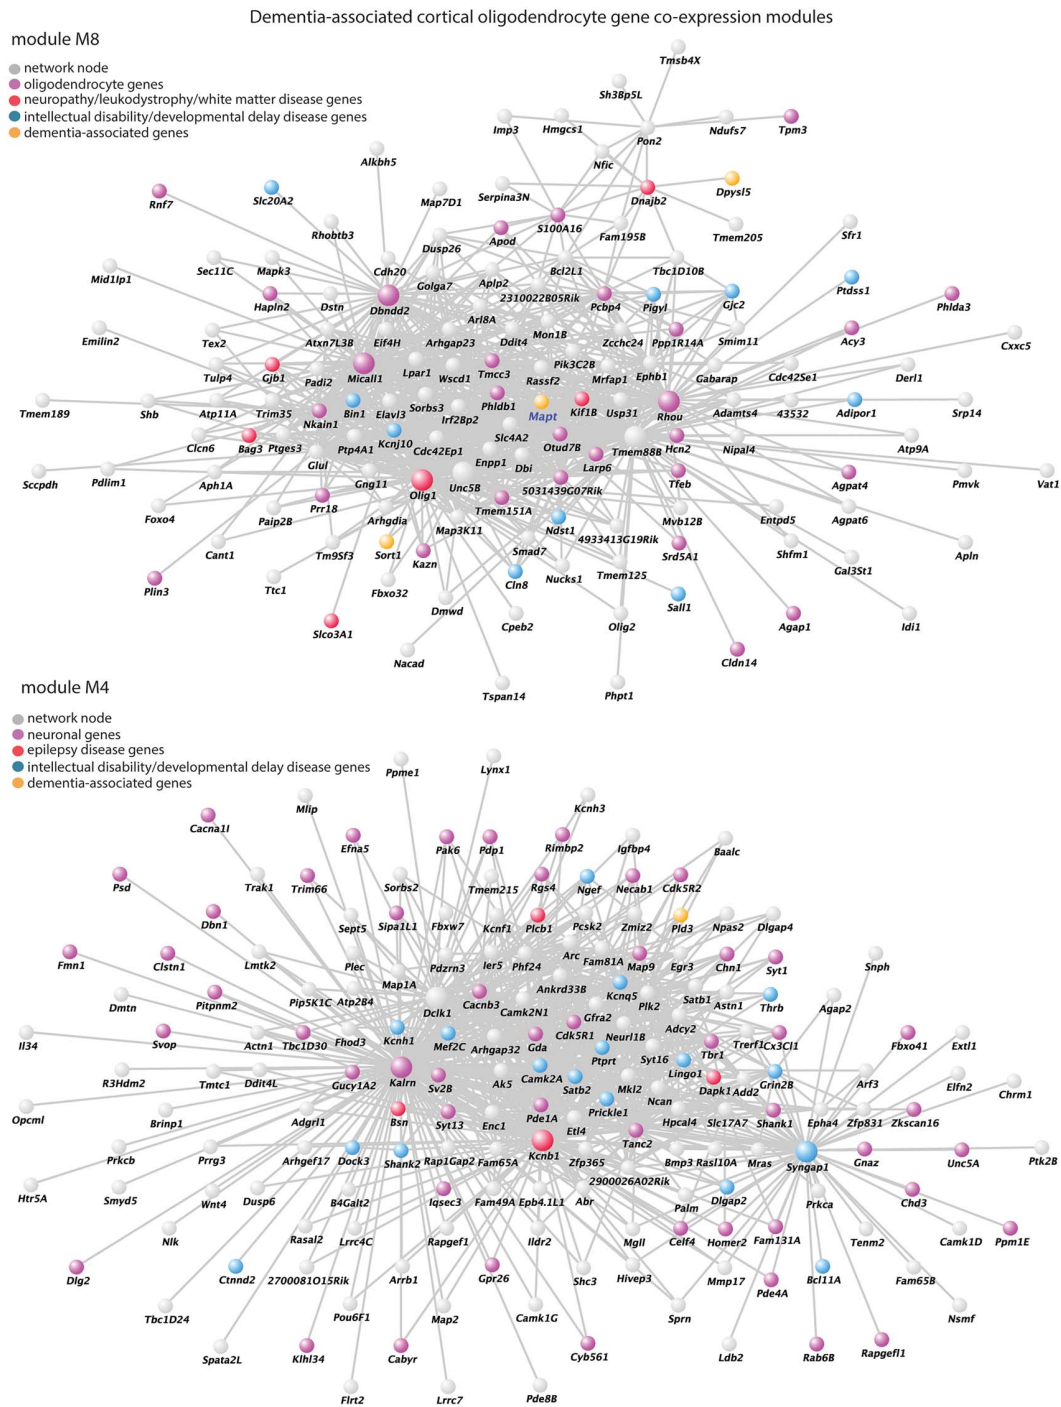 Dementia-associated cortical oligodendrocyte gene co-expression modules
module M8
network node
oligodendrocyte genes
neuropathy/leukodystrophy/white matter disease genes
intellectual disability/developmental delay disease genes
dementia-associated genes
Tmsb4X
Sh3Bp5L
Imp3 Hmgcs1 Pon2 Ndufs7 Tpm3
Alkbh5 Nfic
Rnf7 Slc20A2 Map7D1 Serpina3N Dnajb2 Dpysl5
Rhobtb3 Dusp26 Apod S100A16 Fam195B Tmem205 Sfr1
Mid1Ip1 Sec11C Mapk3 Cdh20 Golga7 Aplp2 Bcl2L1 Tbc1D10B
Hapln2 Dstn Dbndd2 2310022B05Rik Pcbp4 Pigyl Gjc2 Ptdss1 Phlda3
Emilin2 Tex2 Atxn7L3B Eif4H Arhgap23 Arl8A Ddit4 Mon1B Zcchc24 Ppp1R14A Smim11 Acy3 Cxxc5
Tulp4 Gjb1 Padi2 Micall1 Lpar1 Wscd1 Tmcc3 Rassf2 Pik3C2B Mrfap1 Ephb1 Gabarap Cdc42Se1 Derl1
Tmem189 Shb Atp11A Trim35 Nkain1 Bin1 Elavl3 Sorbs3 Irf2Bp2 Phldb1 Mapt Kif1B Usp31 Rhou Adamts4 43532 Adipor1 Srp14
Clcn6 Bag3 Ptges3 Ptp4A1 Kcnj10 Cdc42Ep1 Slc4A2 Otud7B Tmem88B Hcn2 Nipal4 Atp9A
Sccpdh Pdlim1 Aph1A Glul Gng11 Olig1 Unc5B Enpp1 Dbi 5031439G07Rik Larp6 Tfeb Agpat4 Pmvk Vat1
Foxo4 Paip2B Prr18 Arhgdia Map3K11 Tmem151A Ndst1 4933413G19Rik Mvb12B Entpd5 Agpat6
Cant1 Tm9Sf3 Sort1 Kazn Smad7 Srd5A1 Shfm1 Gal3St1 Apln
Plin3 Ttc1 Fbxo32 Dmwd Cln8 Nucks1 Tmem125 Sall1
Slco3A1 Cpeb2 Olig2 Agap1 Idi1
Nacad Cldn14
Tspan14 Phpt1
module M4
network node
neuronal genes
epilepsy disease genes
intellectual disability/developmental delay disease genes
dementia-associated genes
Ppme1 Lynx1
Mlip Kcnh3
Cacna1I Efna5 Pak6 Pdp1 Rimbp2 Igfbp4 Baalc
Psd Trak1 Trim66 Sorbs2 Tmem215 Rgs4 Ngef Necab1 Cdk5R2
Dbn1 Sept5 Sipa1L1 Fbxw7 Kcnf1 Plcb1 Pcsk2 Zmiz2 Pld3 Npas2 Dlgap4
Fmn1 Clstn1 Lmtk2 Plec Pdzrn3 Ier5 Phf24 Arc Fam81A Map9 Egr3 Chn1 Syt1 Snph
Dmtn Pitpnm2 Pip5K1C Atp2B4 Map1A Dclk1 Cacnb3 Camk2N1 Ankrd33B Kcnq5 Plk2 Satb1 Astn1 Thrb Agap2
Il34 Svop Actn1 Tbc1D30 Fhod3 Kcnh1 Mef2C Arhgap32 Gda Cdk5R1 Gfra2 Neurl1B Adcy2 Tbr1 Trerf1 Cx3Cl1 Fbxo41 Extl1
R3Hdm2 Tmtc1 Ddit4L Gucy1A2 Kalrn Sv2B Ak5 Camk2A Satb2 Ptprt Mkl2 Syt16 Lingo1 Dapk1 Add2 Grin2B Arf3 Elfn2 Chrm1
Opcml Brinp1 Adgrl1 Bsn Syt13 Enc1 Pde1A Etl4 Prickle1 Ncan Hpcal4 Slc17A7 Shank1 Epha4 Zfp831 Zkscan16
Prkcb Prrg3 Arhgef17 Dock3 Shank2 Rap1Gap2 Fam65A Kcnb1 Zfp365 Tanc2 Bmp3 Rasl10A Mras Syngap1 Gnaz Unc5A Ptk2B
Htr5A Smyd5 Wnt4 Dusp6 B4Galt2 Iqsec3 Fam49A Epb4.1L1 Abr 2900026A02Rik Palm Dlgap2 Prkca Chd3
Nlk Rasal2 Lrrc4C Rapgef1 Ildr2 Mgll Celf4 Homer2 Fam131A Tenm2 Camk1D Ppm1E
Dlg2 Ctnnd2 2700081O15Rik Arrb1 Gpr26 Shc3 Hivep3 Mmp17 Pde4A Bcl11A Fam65B
Tbc1D24 Pou6F1 Map2 Camk1G Sprn Nsmf
Spata2L Klhl34 Cabyr Cyb561 Ldb2 Rab6B Rapgefl1
Flrt2 Lrrc7 Pde8B